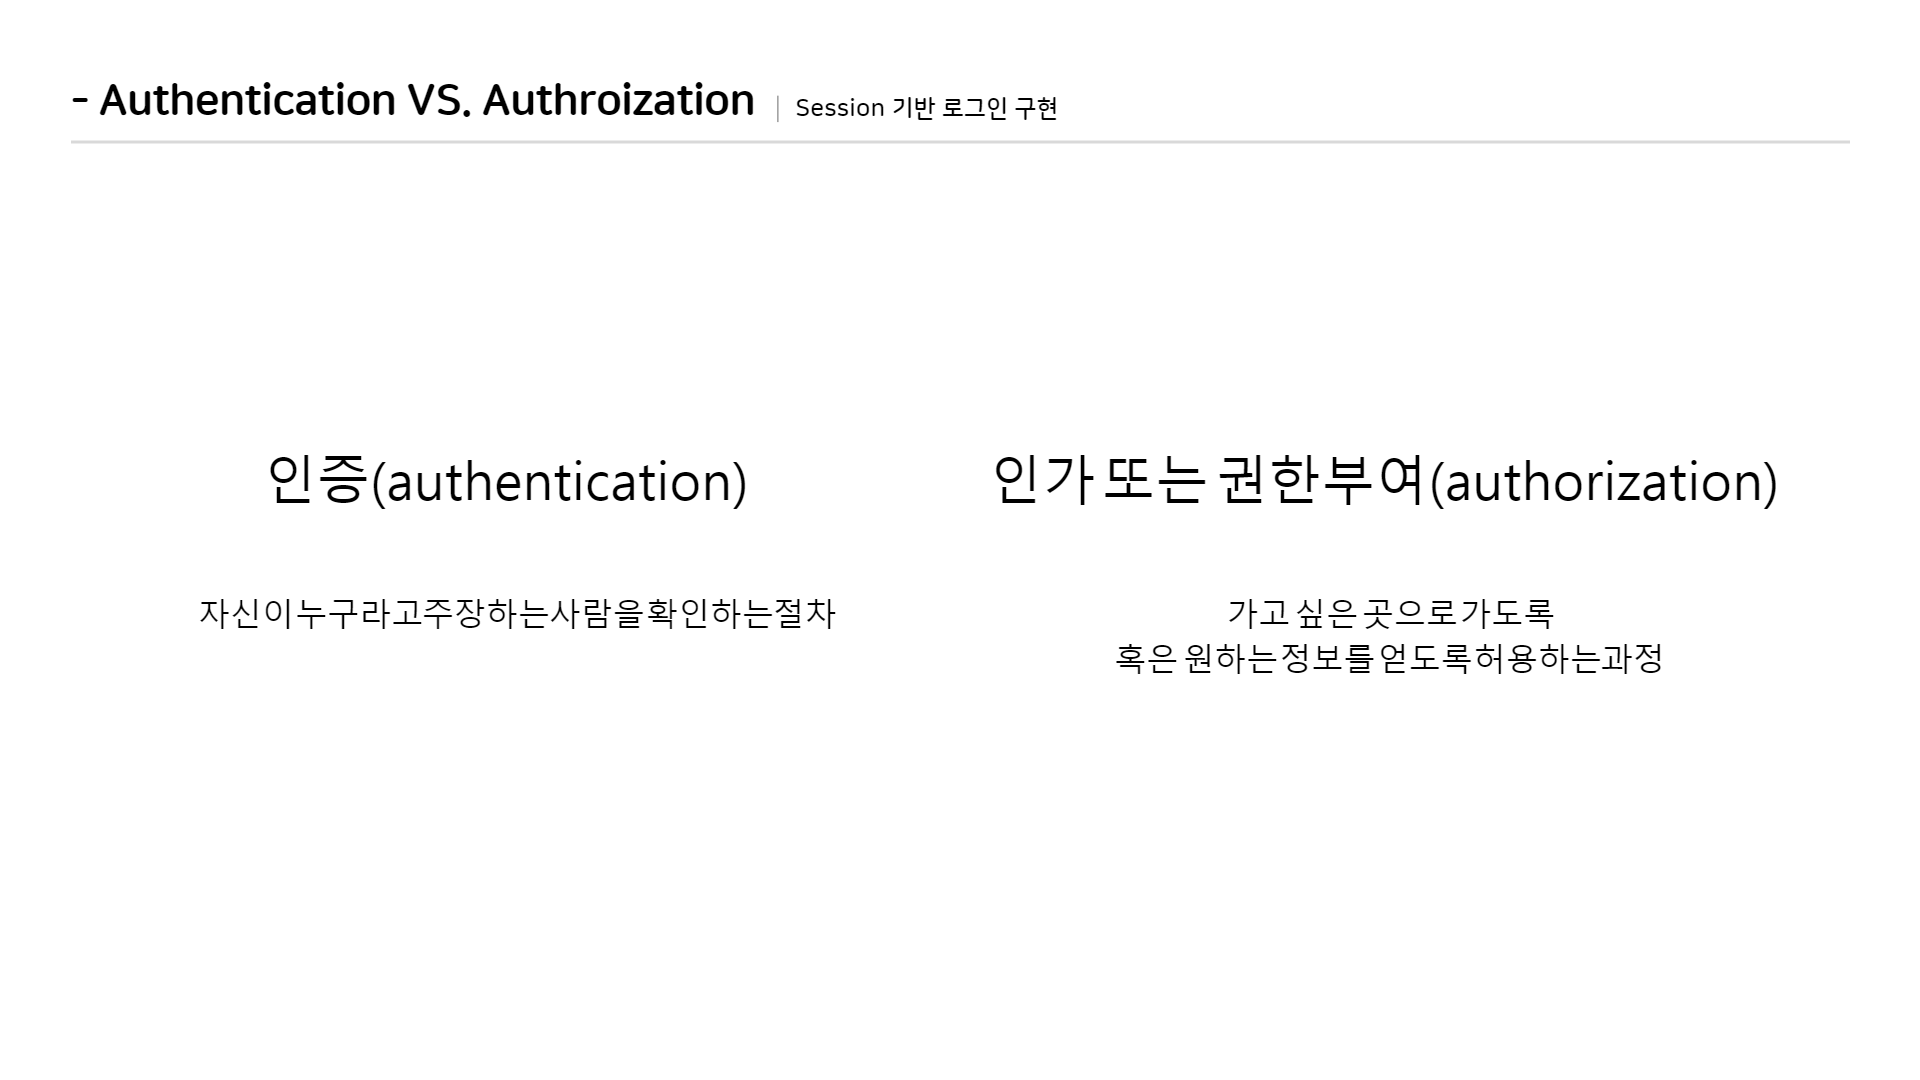 - Authentication VS. Authroization | Session 기반 로그인 구현
인증(authentication)
자신이 누구라고 주장하는 사람을 확인하는 절차
인가 또는 권한부여(authorization)
가고 싶은 곳으로 가도록
혹은 원하는 정보를 얻도록 허용하는 과정